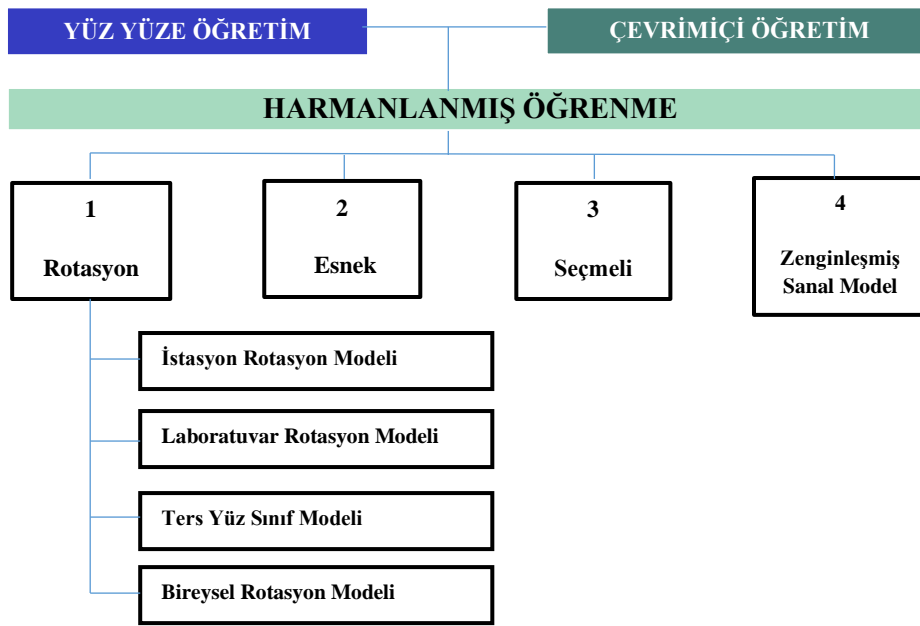 YÜZ YÜZE ÖĞRETİM
ÇEVRİMİÇİ ÖĞRETİM
HARMANLANMIŞ ÖĞRENME
1
Rotasyon
2
Esnek
3
Seçmeli
4
Zenginleşmiş
Sanal Model
İstasyon Rotasyon Modeli
Laboratuvar Rotasyon Modeli
Ters Yüz Sınıf Modeli
Bireysel Rotasyon Modeli